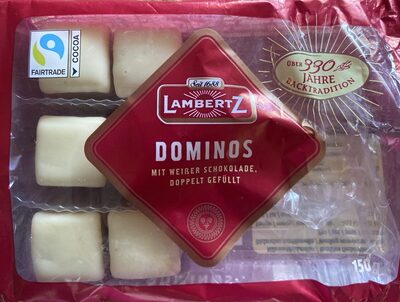 FAIRTRADE
COCOA
ÜBER 330
JAHRE
BACKTRADITION
Seit 1688
LAMBERTZ
DOMINOS
MIT WEIßER SCHOKOLADE,
DOPPELT GEFÜLLT
150